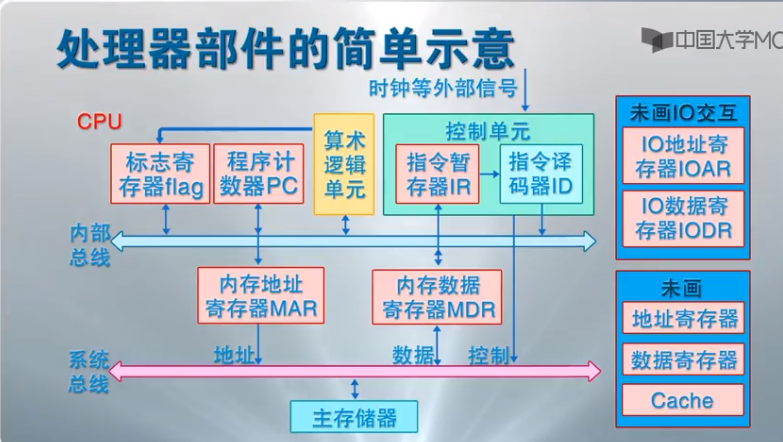 处理器部件的简单示意
中国大学MO
时钟等外部信号
CPU
标志寄
存器flag
程序计
数器PC
算术
逻辑
单元
控制单元
指令暂
存器IR
指令译
码器ID
未画IO交互
IO地址寄
存器IOAR
IO数据寄
存器IODR
内部
总线
内存地址
寄存器MAR
内存数据
寄存器MDR
未画
地址寄存器
数据寄存器
Cache
地址
数据
控制
系统
总线
主存储器